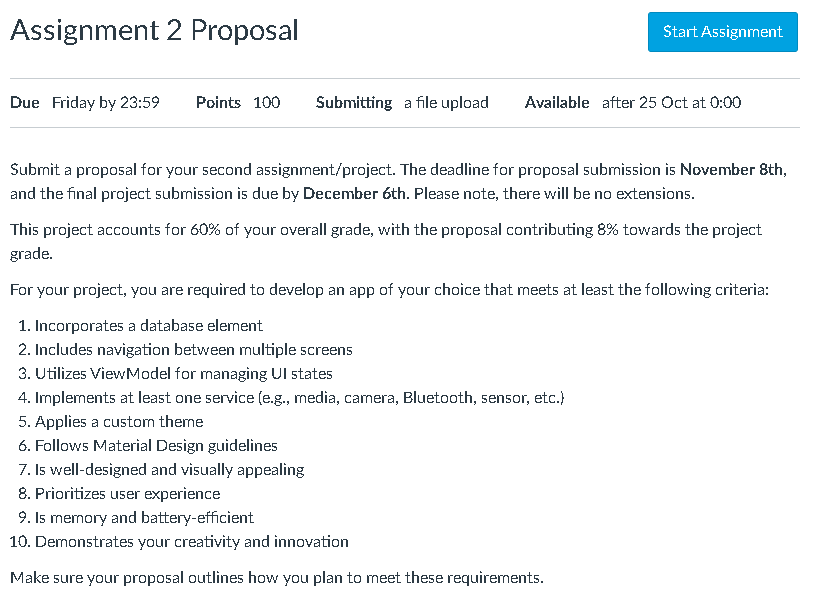 Assignment 2 Proposal
Start Assignment
Due Friday by 23:59 Points 100 Submitting a file upload Available after 25 Oct at 0:00
Submit a proposal for your second assignment/project. The deadline for proposal submission is November 8th,
and the final project submission is due by December 6th. Please note, there will be no extensions.
This project accounts for 60% of your overall grade, with the proposal contributing 8% towards the project
grade.
For your project, you are required to develop an app of your choice that meets at least the following criteria:
1. Incorporates a database element
2. Includes navigation between multiple screens
3. Utilizes ViewModel for managing UI states
4. Implements at least one service (e.g., media, camera, Bluetooth, sensor, etc.)
5. Applies a custom theme
6. Follows Material Design guidelines
7. Is well-designed and visually appealing
8. Prioritizes user experience
9. Is memory and battery-efficient
10. Demonstrates your creativity and innovation
Make sure your proposal outlines how you plan to meet these requirements.